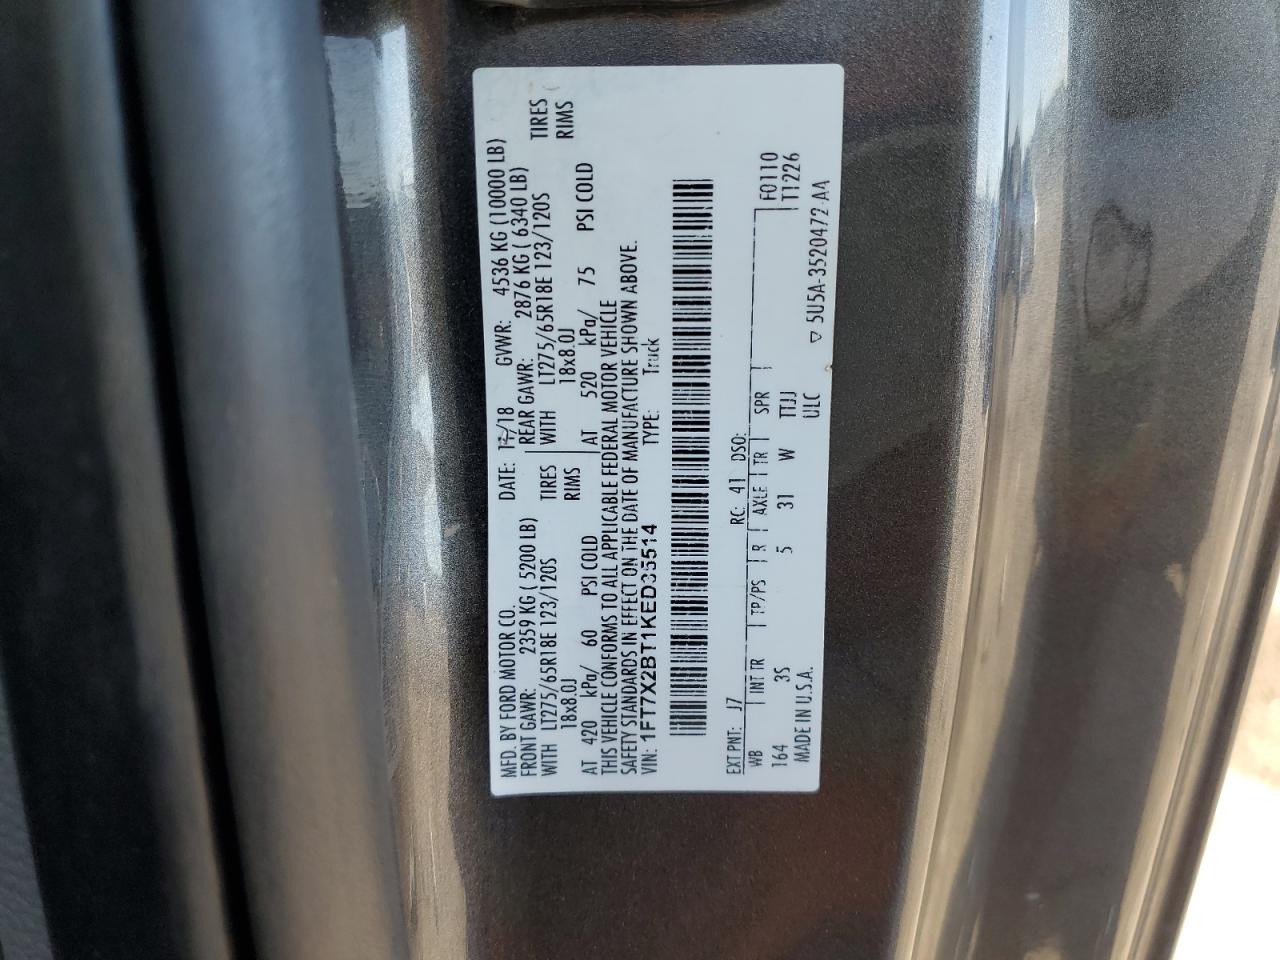 MFD. BY FORD MOTOR CO. DATE: 12/18 GVWR: 4536 KG (10000 LB)
FRONT GAWR: 2359 KG ( 5200 LB) REAR GAWR: 2876 KG ( 6340 LB)
WITH LT275/65R18E 123/120S TIRES WITH LT275/65R18E 123/120S TIRES
18x8.0J RIMS 18x8.0J RIMS
AT 420 kPa/ 60 PSI COLD AT 520 kPa/ 75 PSI COLD
THIS VEHICLE CONFORMS TO ALL APPLICABLE FEDERAL MOTOR VEHICLE
SAFETY STANDARDS IN EFFECT ON THE DATE OF MANUFACTURE SHOWN ABOVE.
VIN: 1FT7X2BT1KED35514 TYPE: Truck
EXT PNT: J7 RC: 41 DSO:
WB INT TR TP/PS R AXLE TR SPR F0110
164 3S 5 31 W TTJJ T1226
MADE IN U.S.A. ULC ▽ 5U5A-3520472-AA